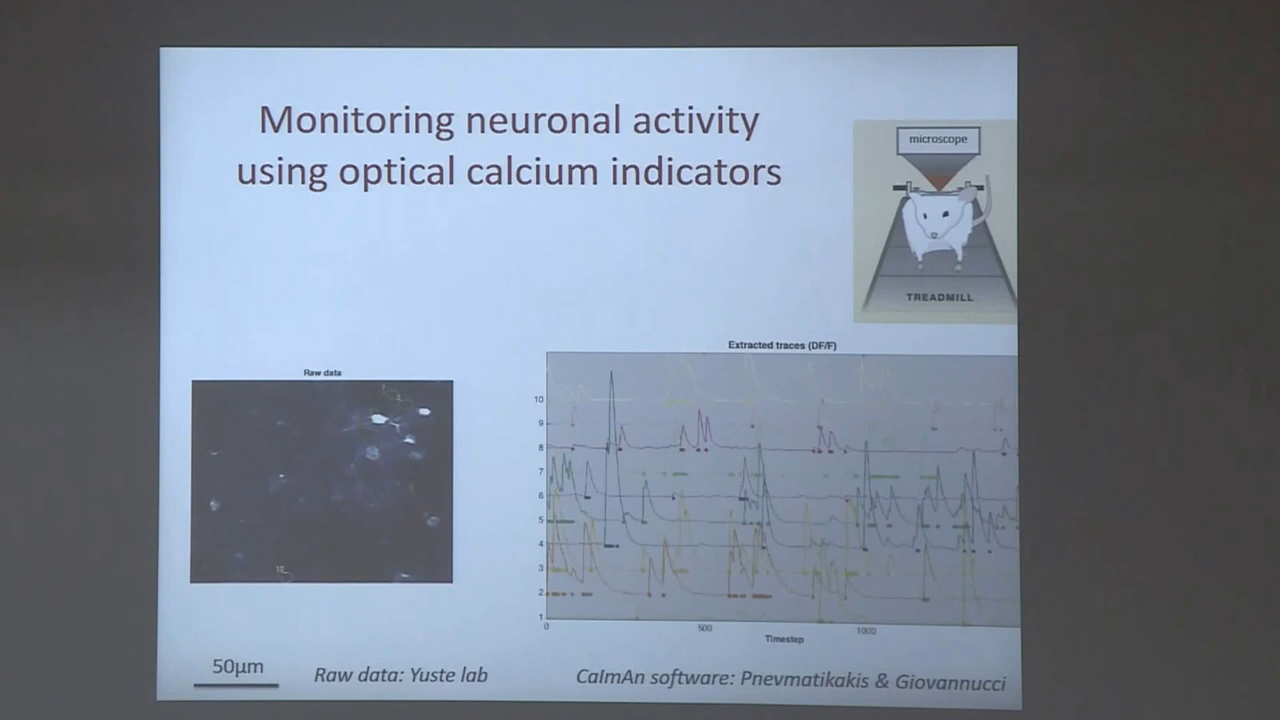 Monitoring neuronal activity
using optical calcium indicators
microscope
TREADMILL
Raw data
Extracted traces (DF/F)
10
9
8
7
6
5
4
3
2
1
0
500
1000
Timestep
50µm
Raw data: Yuste lab
CaImAn software: Pnevmatikakis & Giovannucci